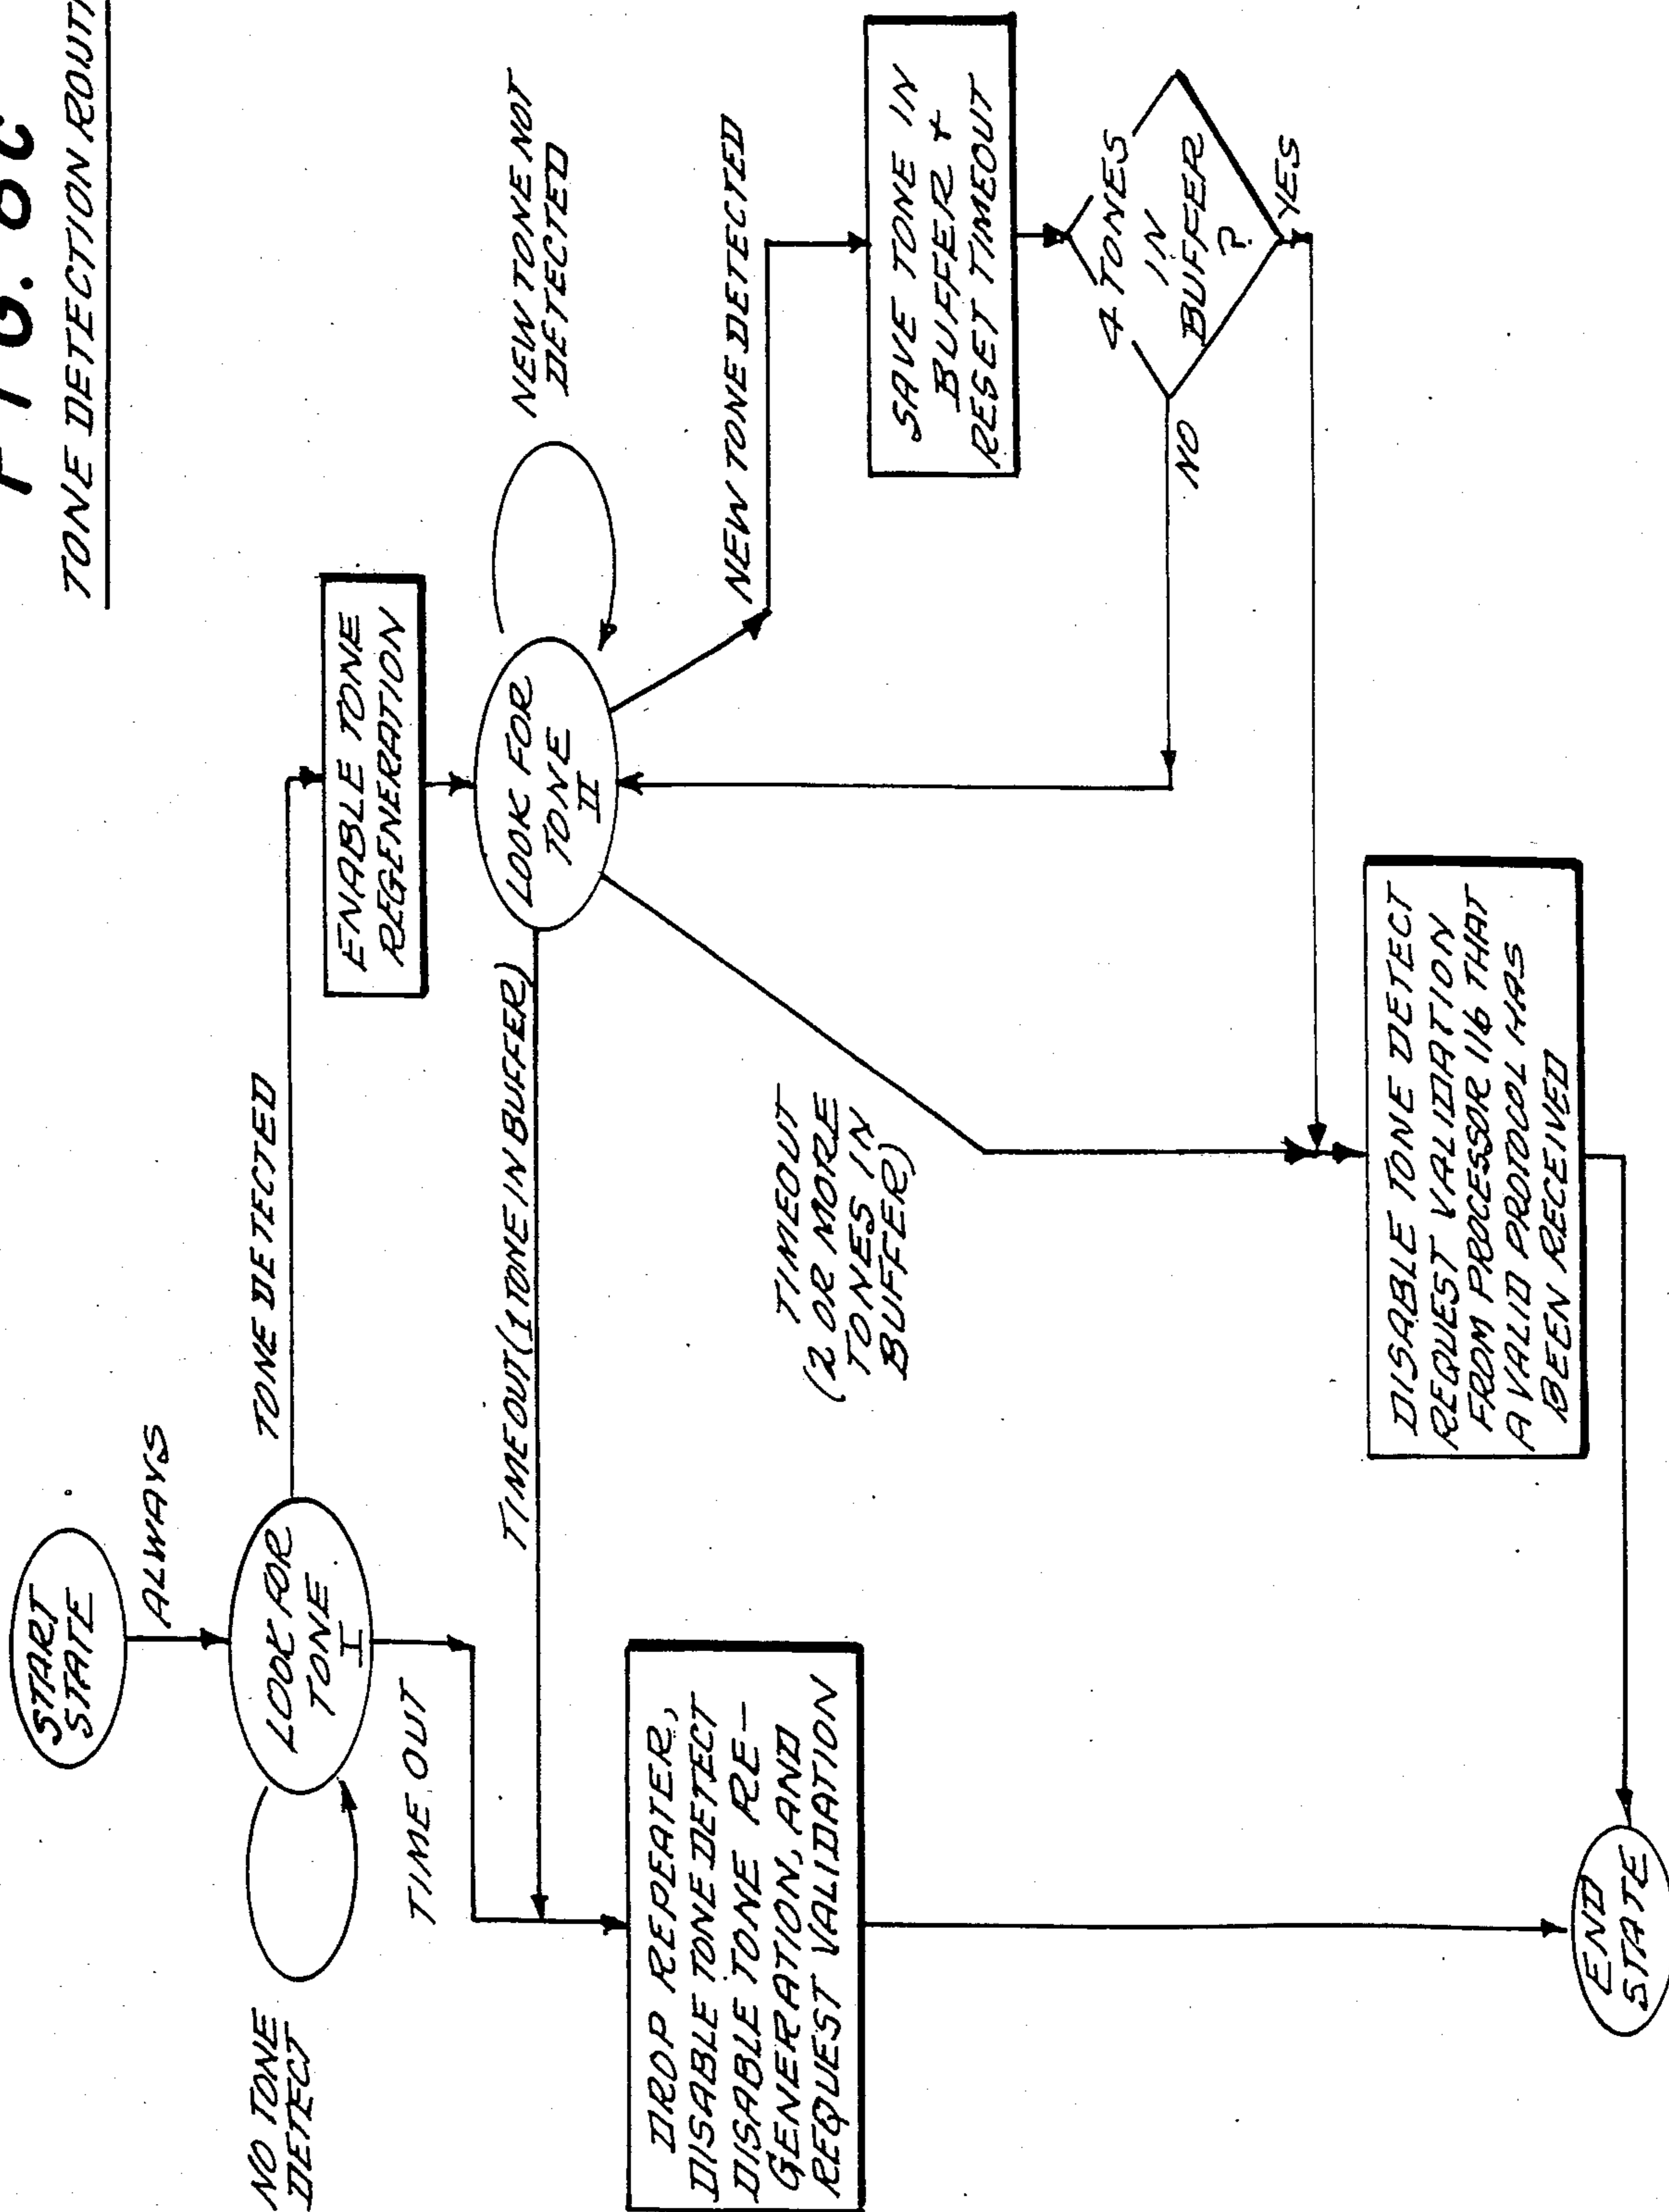 FIG. 8C
TONE DETECTION ROUTI
START
STATE
ALWAYS
LOOK FOR
TONE
I
NO TONE
DETECT
TONE DETECTED
TIME OUT
ENABLE TONE
REGENERATION
LOOK FOR
TONE
II
NEW TONE NOT
DETECTED
TIMEOUT (1 TONE IN BUFFER)
NEW TONE DETECTED
TIMEOUT
(2 OR MORE
TONES IN
BUFFER)
SAVE TONE IN
BUFFER +
RESET TIMEOUT
4 TONES
IN
BUFFER
?
NO
YES
DROP REPEATER,
DISABLE TONE DETECT
DISABLE TONE RE-
GENERATION, AND
REQUEST VALIDATION
DISABLE TONE DETECT
REQUEST VALIDATION
FROM PROCESSOR 116 THAT
A VALID PROTOCOL HAS
BEEN RECEIVED
END
STATE